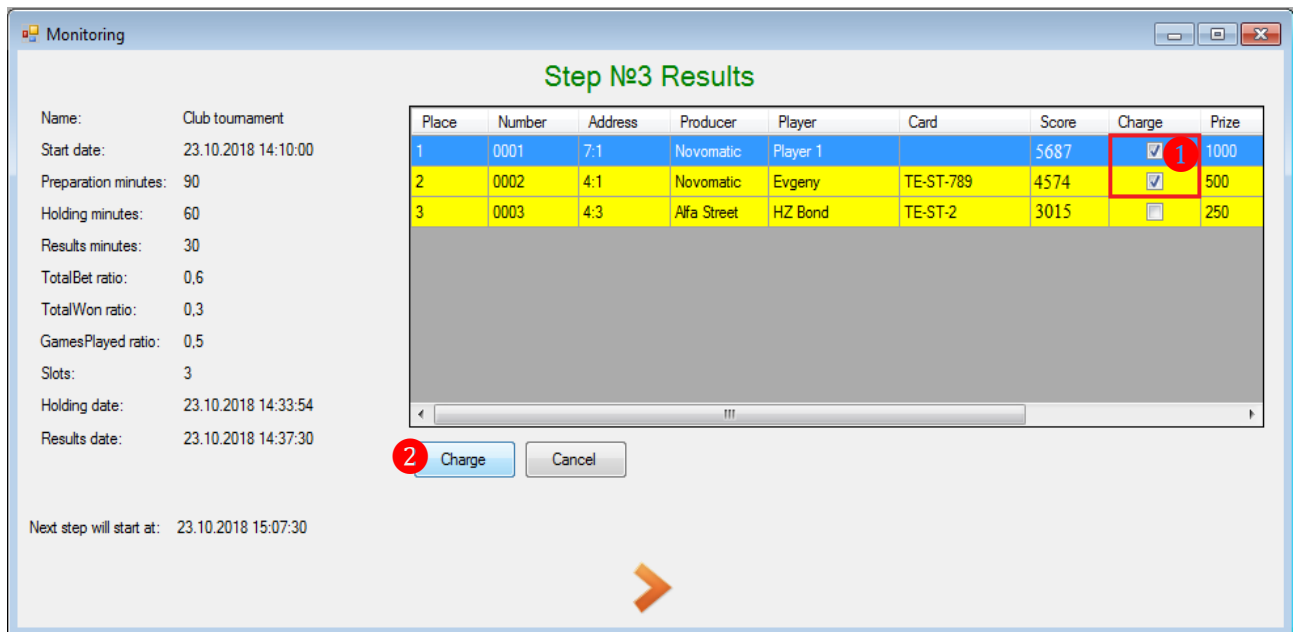 Monitoring
Step №3 Results
Name: Club tournament
Start date: 23.10.2018 14:10:00
Preparation minutes: 90
Holding minutes: 60
Results minutes: 30
TotalBet ratio: 0,6
TotalWon ratio: 0,3
GamesPlayed ratio: 0,5
Slots: 3
Holding date: 23.10.2018 14:33:54
Results date: 23.10.2018 14:37:30
Next step will start at: 23.10.2018 15:07:30
Place Number Address Producer Player Card Score Charge Prize
1 0001 7:1 Novomatic Player 1 5687 1 1000
2 0002 4:1 Novomatic Evgeny TE-ST-789 4574 500
3 0003 4:3 Alfa Street HZ Bond TE-ST-2 3015 250
2 Charge Cancel